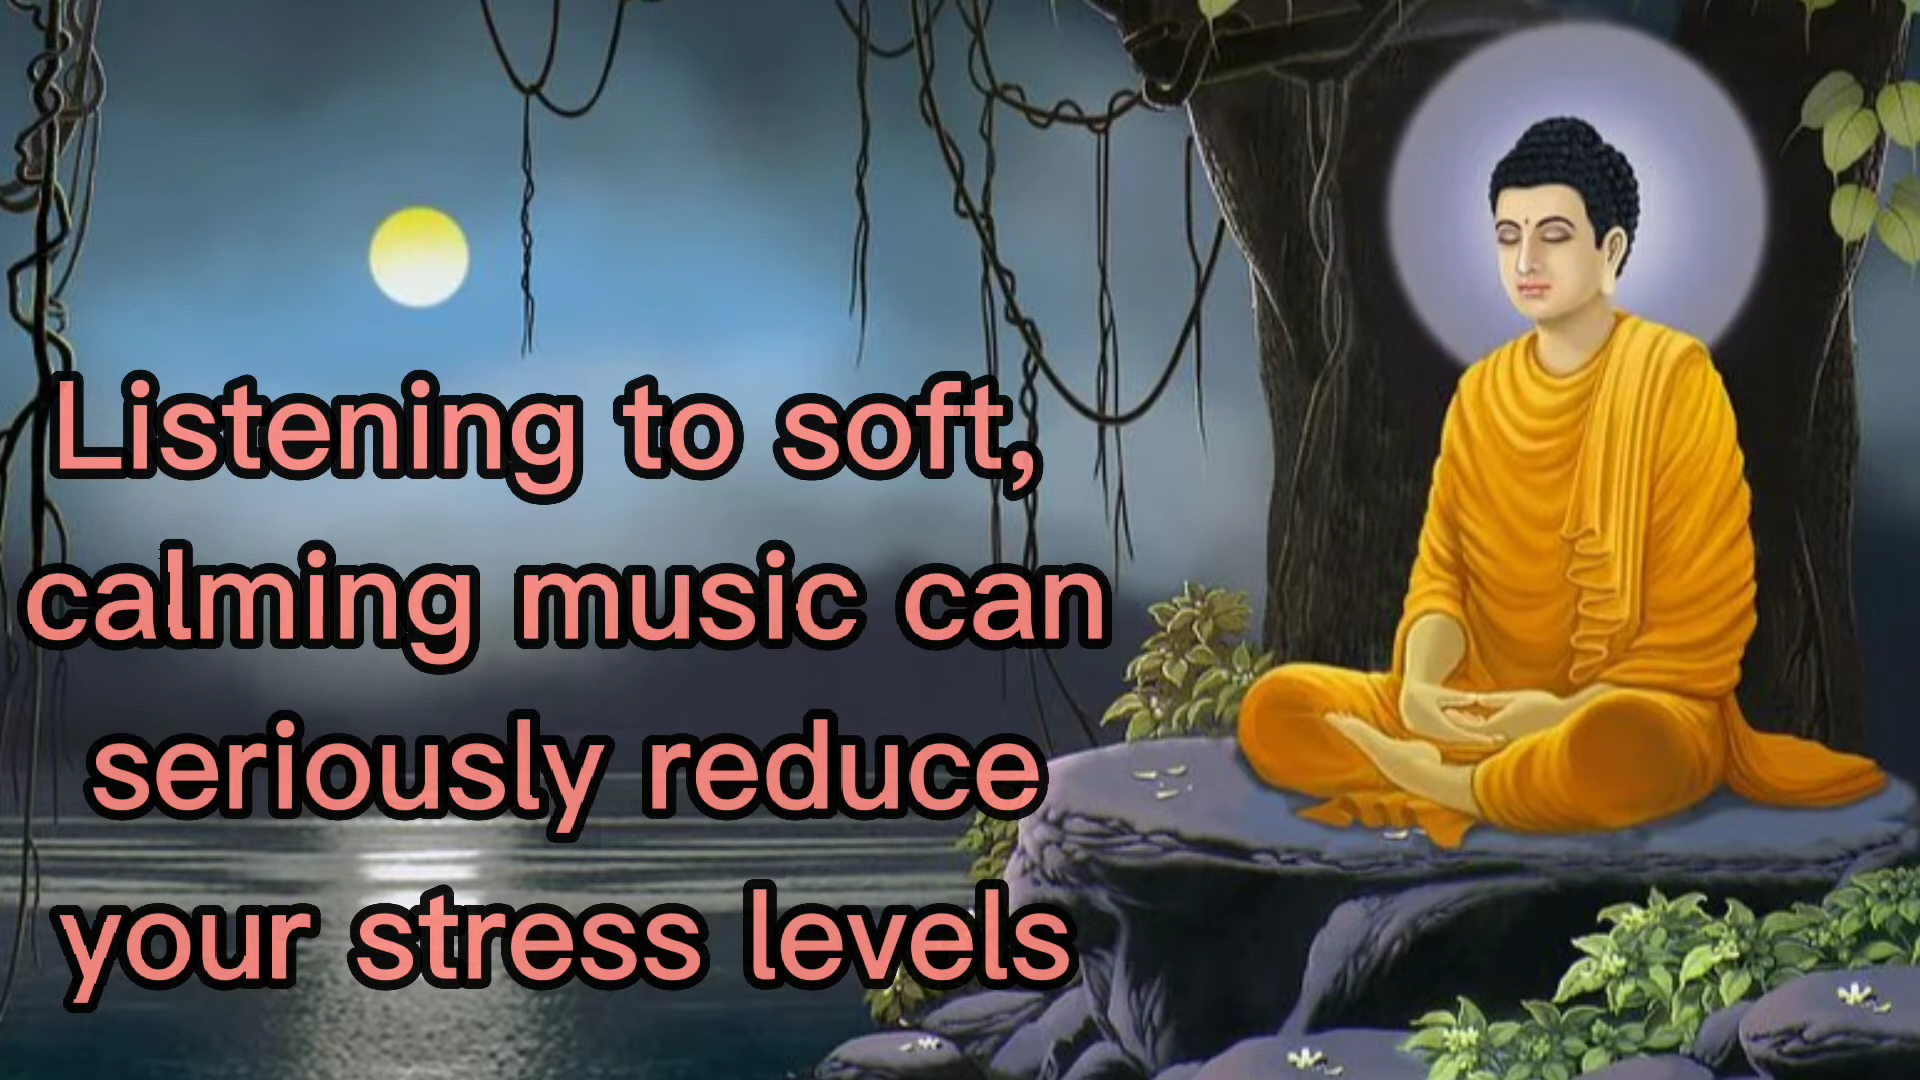 Listening to soft,
calming music can
seriously reduce
your stress levels